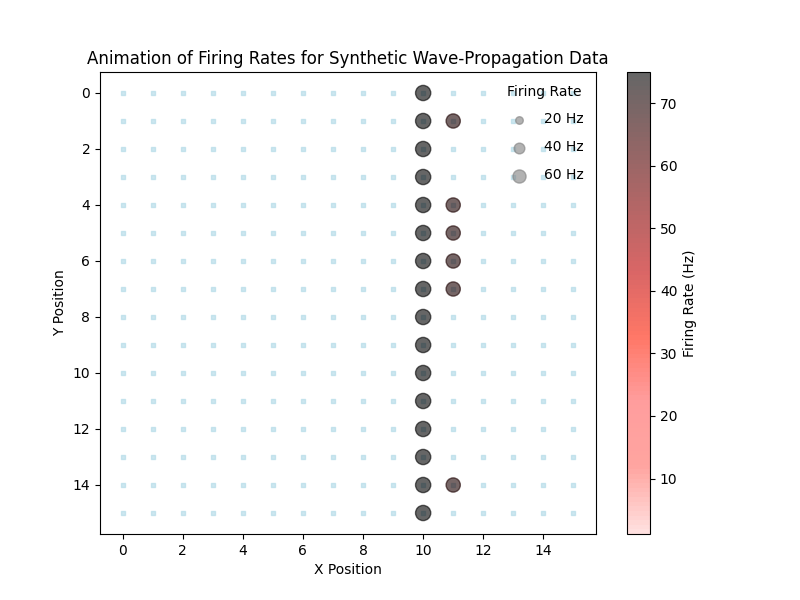 Animation of Firing Rates for Synthetic Wave-Propagation Data
Firing Rate
20 Hz
40 Hz
60 Hz
0
2
4
6
8
10
12
14
Y Position
0 2 4 6 8 10 12 14
X Position
70
60
50
40
30
20
10
Firing Rate (Hz)